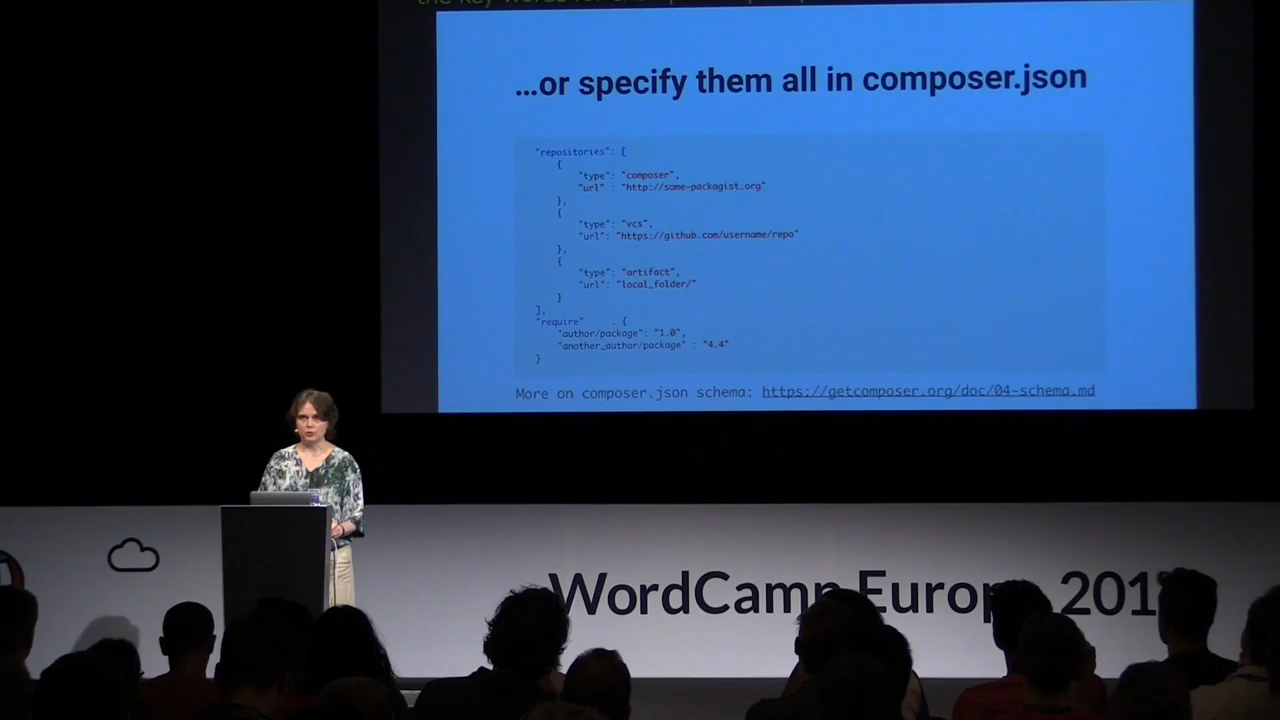 …or specify them all in composer.json
"repositories": [
{
"type": "composer",
"url" : "http://some-packagist.org"
},
{
"type": "vcs",
"url": "https://github.com/username/repo"
},
{
"type": "artifact",
"url": "local_folder/"
}
],
"require" : {
"author/package": "1.0",
"another_author/package" : "4.4"
}
More on composer.json schema: https://getcomposer.org/doc/04-schema.md
WordCamp Europe 201